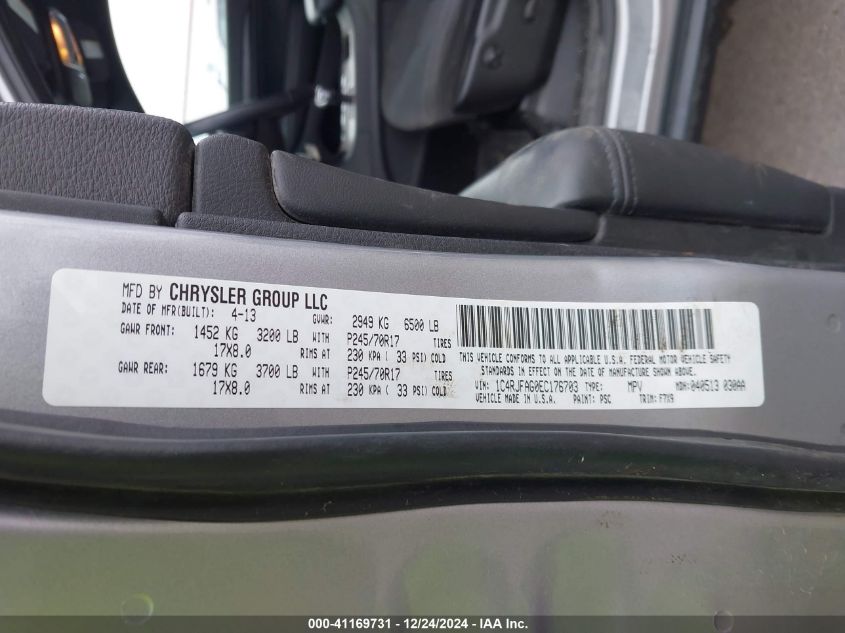 MFD BY CHRYSLER GROUP LLC
DATE OF MFR(BUILT): 4-13 GVWR: 2949 KG 6500 LB
GAWR FRONT: 1452 KG 3200 LB WITH P245/70R17 TIRES
17X8.0 RIMS AT 230 KPA ( 33 PSI) COLD
GAWR REAR: 1679 KG 3700 LB WITH P245/70R17 TIRES
17X8.0 RIMS AT 230 KPA ( 33 PSI) COLD
THIS VEHICLE CONFORMS TO ALL APPLICABLE U.S.A. FEDERAL MOTOR VEHICLE SAFETY
STANDARDS IN EFFECT ON THE DATE OF MANUFACTURE SHOWN ABOVE.
VIN: 1C4RJFAG0EC176703 TYPE: MPV MDH: 040513 030AA
VEHICLE MADE IN U.S.A. PAINT: PSC TRIM: F7X9
000-41169731 – 12/24/2024 – IAA Inc.